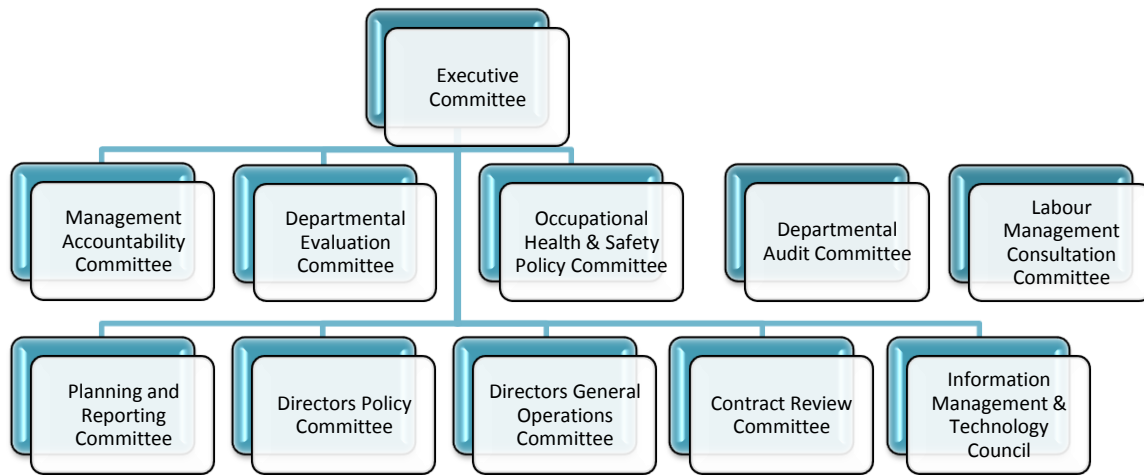 Executive
Committee
Management
Accountability
Committee
Departmental
Evaluation
Committee
Occupational
Health & Safety
Policy Committee
Departmental
Audit Committee
Labour
Management
Consultation
Committee
Planning and
Reporting
Committee
Directors Policy
Committee
Directors General
Operations
Committee
Contract Review
Committee
Information
Management &
Technology
Council